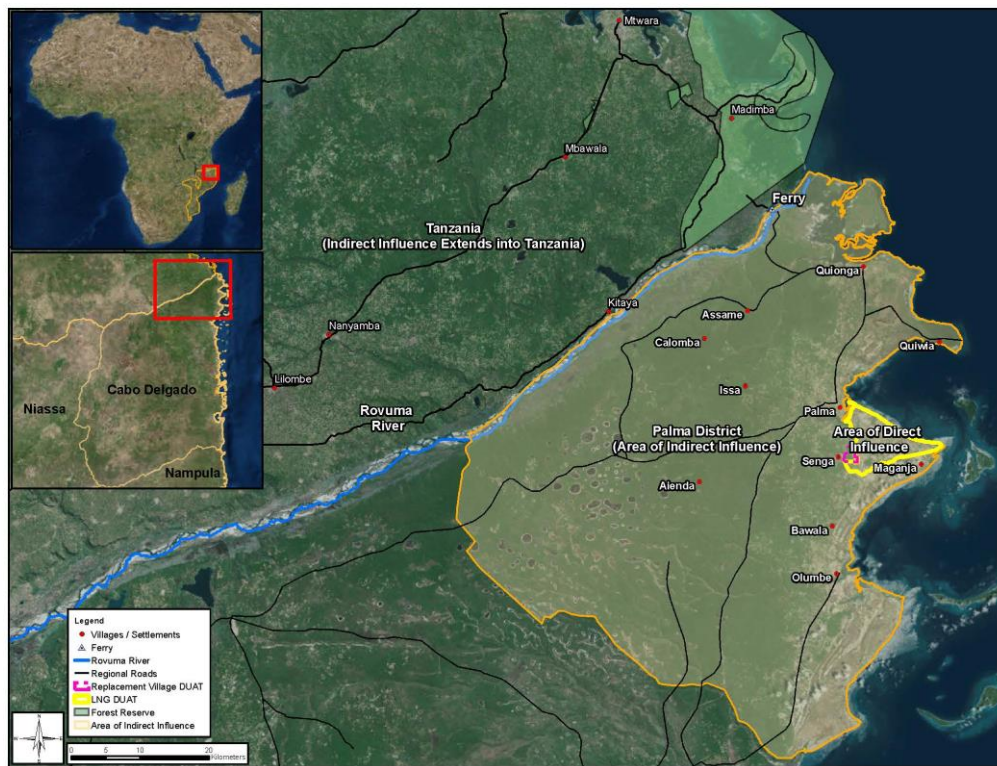 Mtwara
Madimba
Mbawala
Ferry
Tanzania
(Indirect Influence Extends into Tanzania)
Quionga
Kitaya
Assame
Nanyamba
Calomba
Quiwia
Cabo Delgado
Niassa
Lilombe
Issa
Rovuma
River
Palma
Palma District
(Area of Indirect Influence)
Area of Direct
Influence
Senga
Maganja
Nampula
Aienda
Bawala
Olumbe
Legend
Villages / Settlements
Ferry
Rovuma River
Regional Roads
Replacement Village DUAT
LNG DUAT
Forest Reserve
Area of Indirect Influence
N
W
E
S
0 5 10 20
Kilometers